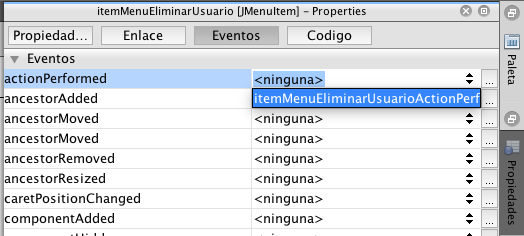 itemMenuEliminarUsuario [JMenuItem] – Properties
Propiedad... Enlace Eventos Codigo
Eventos
actionPerformed <ninguna> ...
ancestorAdded itemMenuEliminarUsuarioActionPerf
ancestorMoved <ninguna> ...
ancestorMoved <ninguna> ...
ancestorRemoved <ninguna> ...
ancestorResized <ninguna> ...
caretPositionChanged <ninguna> ...
componentAdded <ninguna> ...
Paleta
Propiedades